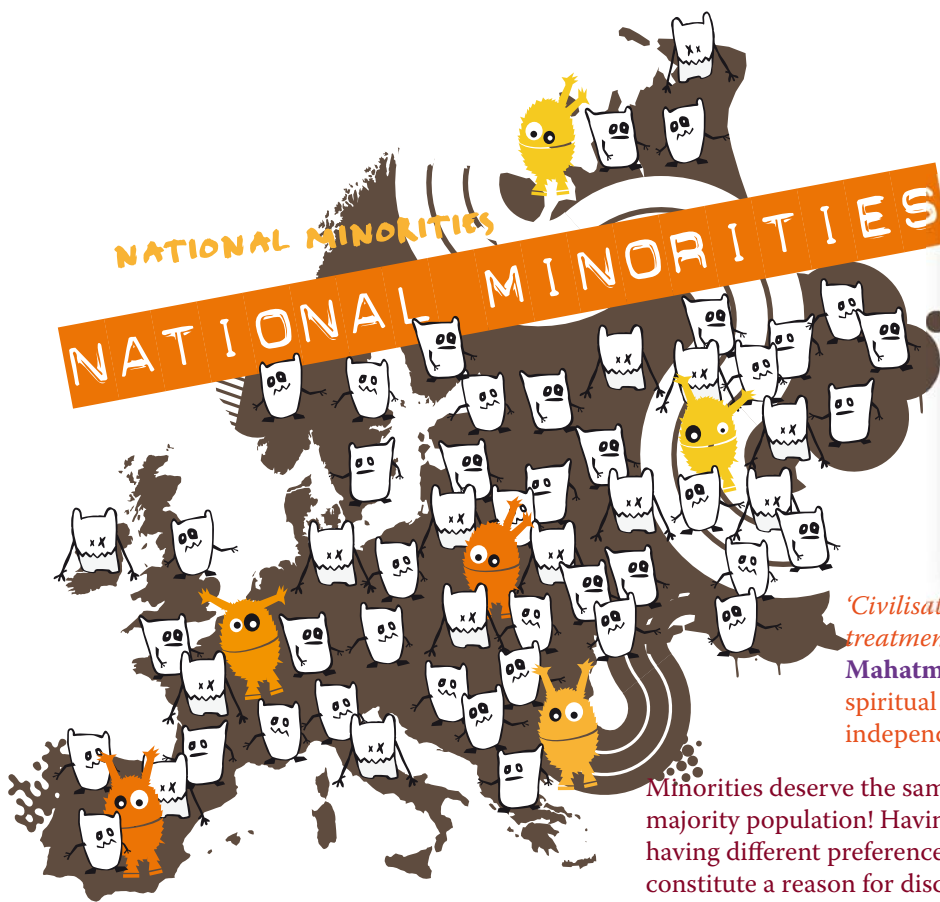 NATIONAL MINORITIES
NATIONAL MINORITIES
‘Civilisat
treatmen
Mahatm
spiritual
independ
Minorities deserve the sam
majority population! Havin
having different preference
constitute a reason for disc